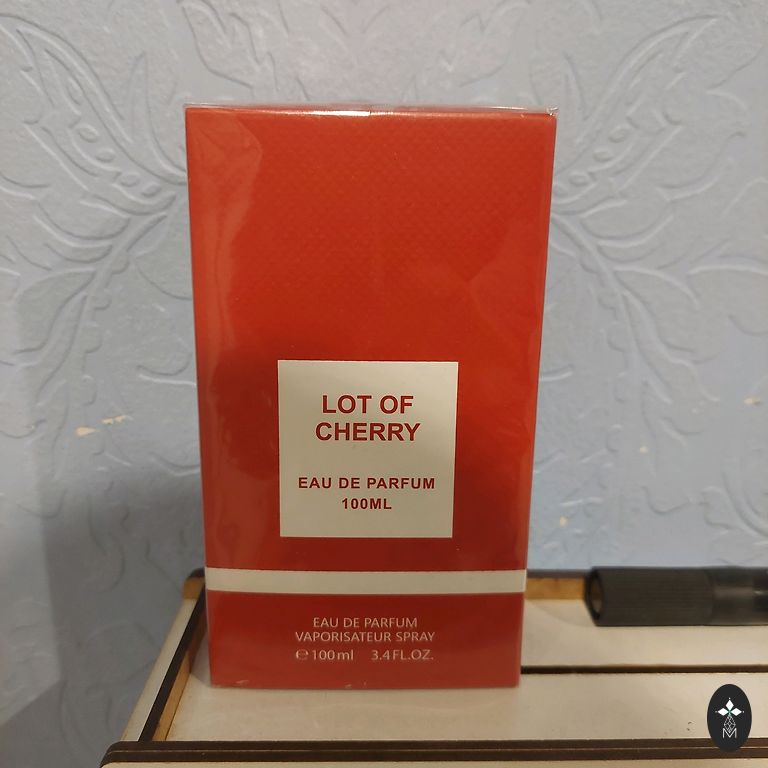 LOT OF
CHERRY
EAU DE PARFUM
100ML
EAU DE PARFUM
VAPORISATEUR SPRAY
℮100ml 3.4FL.OZ.
M